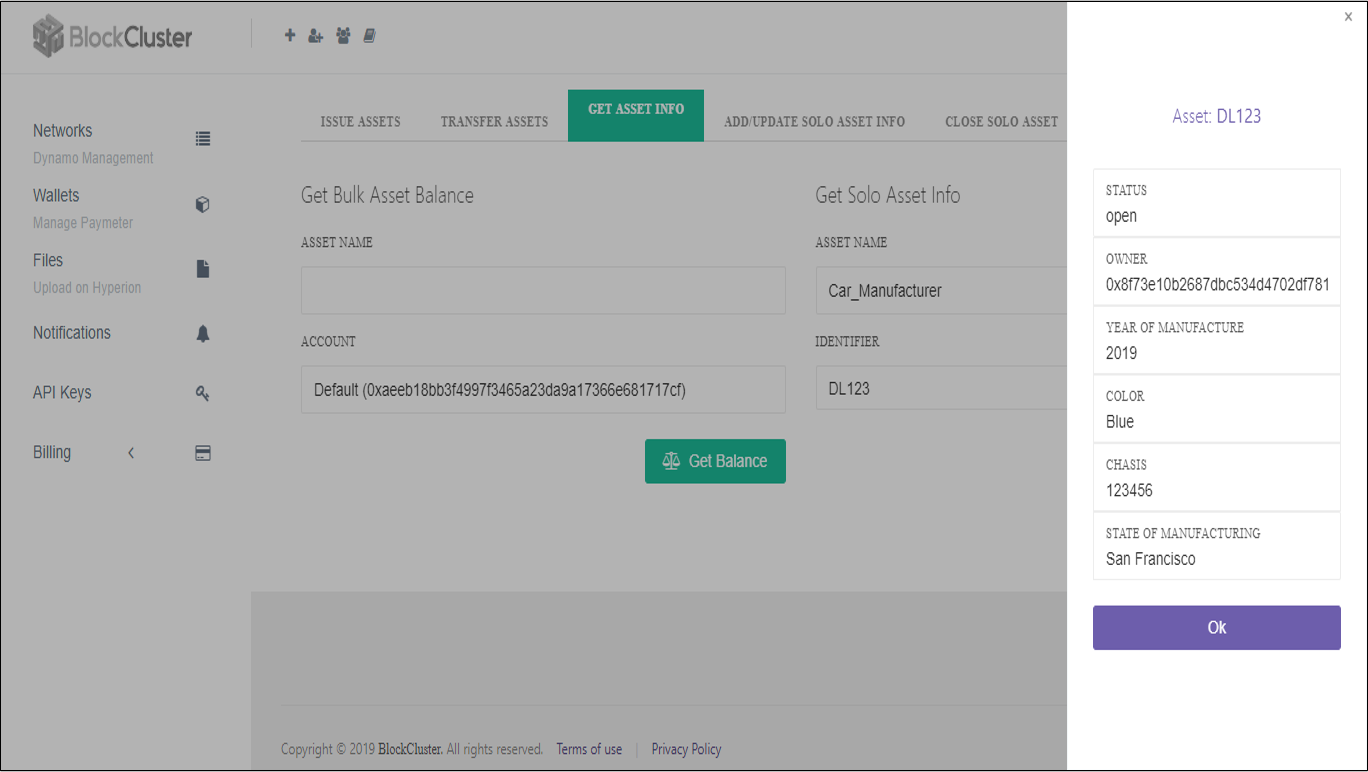 BlockCluster
Networks
Dynamo Management
Wallets
Manage Paymeter
Files
Upload on Hyperion
Notifications
API Keys
Billing
ISSUE ASSETS
TRANSFER ASSETS
GET ASSET INFO
ADD/UPDATE SOLO ASSET INFO
CLOSE SOLO ASSET
Get Bulk Asset Balance
ASSET NAME
ACCOUNT
Default (0xaeeb18bb3f4997f3465a23da9a17366e681717cf)
Get Balance
Get Solo Asset Info
ASSET NAME
Car_Manufacturer
IDENTIFIER
DL123
Copyright © 2019 BlockCluster. All rights reserved. Terms of use | Privacy Policy
x
Asset: DL123
STATUS
open
OWNER
0x8f73e10b2687dbc534d4702df781
YEAR OF MANUFACTURE
2019
COLOR
Blue
CHASIS
123456
STATE OF MANUFACTURING
San Francisco
Ok